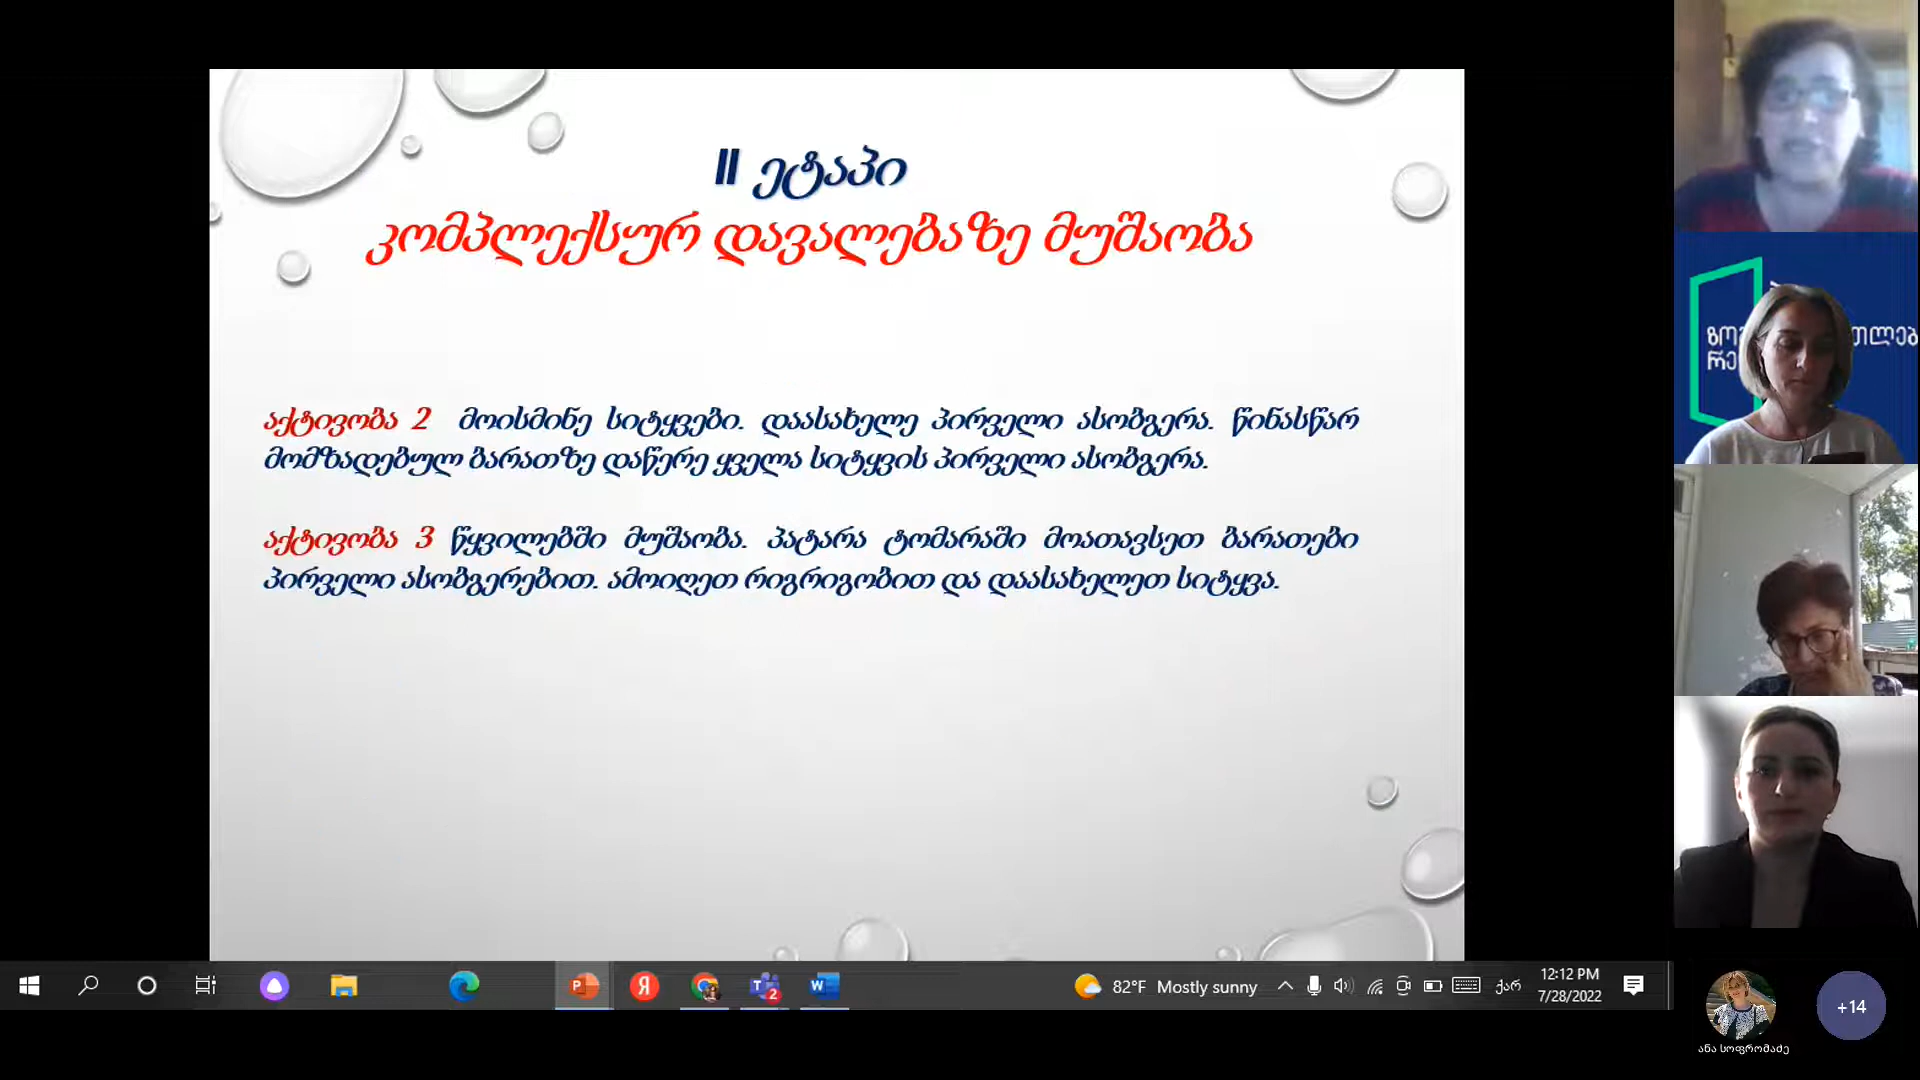 II ეტაპი
კომპლექსურ დავალებაზე მუშაობა
აქტივობა 2 მოისმინე სიტყვები. დაასახელე პირველი ასობგერა. წინასწარ
მომზადებულ ბარათზე დაწერე ყველა სიტყვის პირველი ასობგერა.
აქტივობა 3 წყვილებში მუშაობა. პატარა ტომარაში მოათავსეთ ბარათები
პირველი ასობგერებით. ამოიღეთ რიგრიგობით და დაასახელეთ სიტყვა.
82°F Mostly sunny
ქარ
12:12 PM
7/28/2022
ანა სოფრომაძე
+14